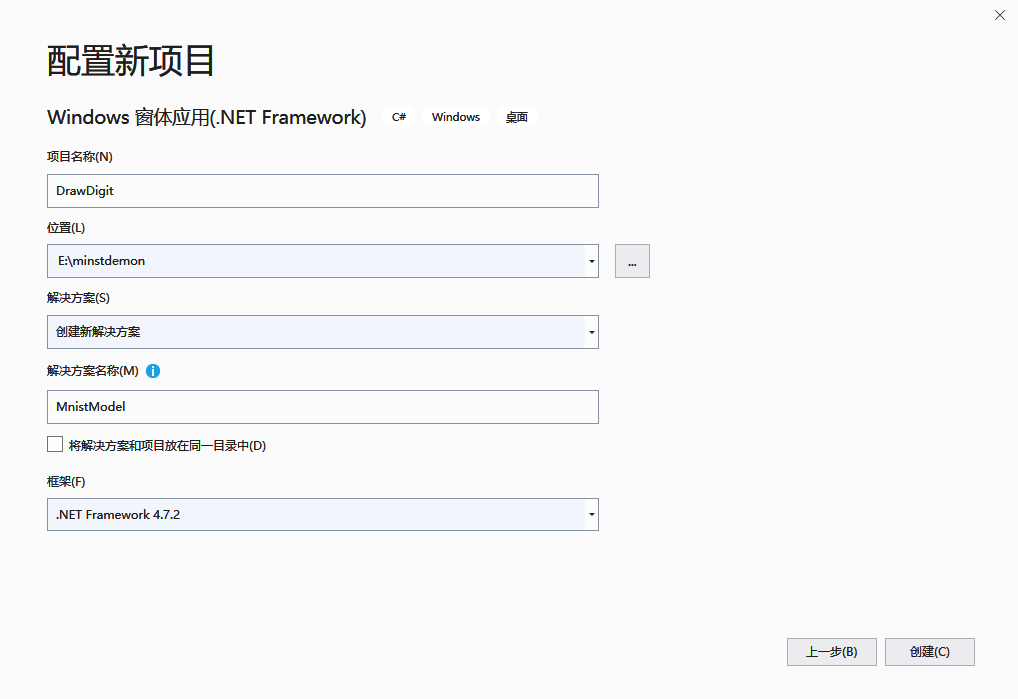 配置新项目
Windows 窗体应用(.NET Framework) C# Windows 桌面
项目名称(N)
DrawDigit
位置(L)
E:\minstdemon
...
解决方案(S)
创建新解决方案
解决方案名称(M)
MnistModel
将解决方案和项目放在同一目录中(D)
框架(F)
.NET Framework 4.7.2
上一步(B) 创建(C)